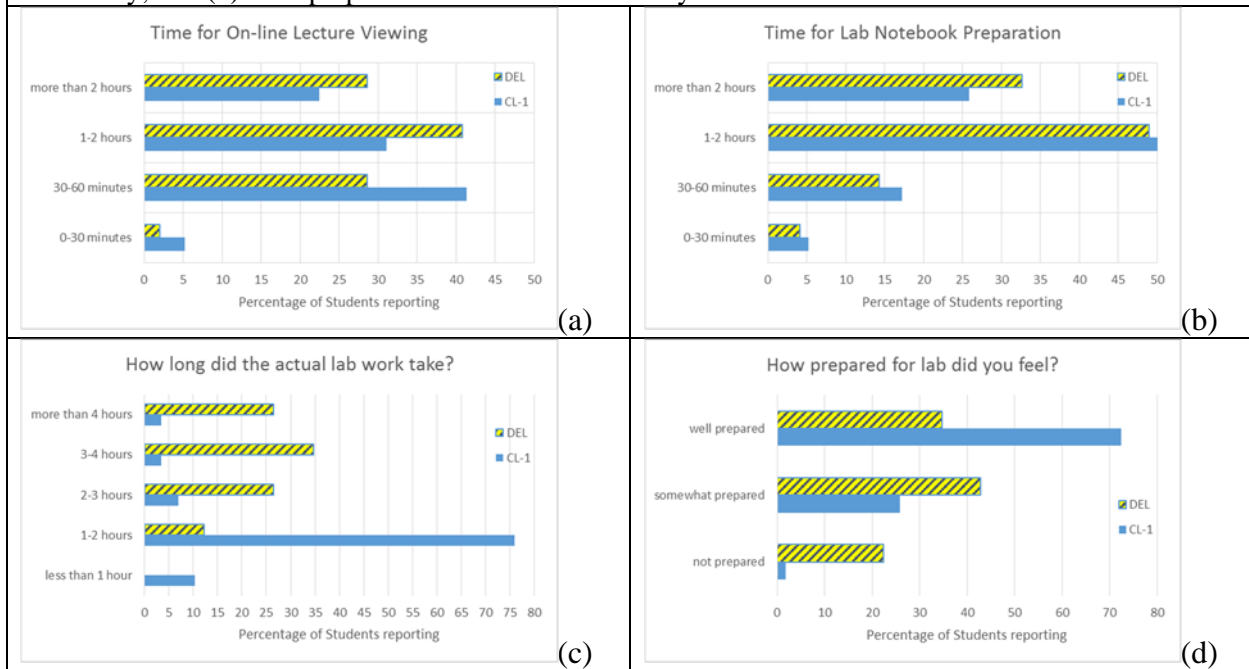 Time for On-line Lecture Viewing
DEL
CL-1
more than 2 hours
1-2 hours
30-60 minutes
0-30 minutes
0 5 10 15 20 25 30 35 40 45 50
Percentage of Students reporting
(a)
Time for Lab Notebook Preparation
DEL
CL-1
more than 2 hours
1-2 hours
30-60 minutes
0-30 minutes
0 5 10 15 20 25 30 35 40 45 50
Percentage of Students reporting
(b)
How long did the actual lab work take?
more than 4 hours
DEL
3-4 hours
CL-1
2-3 hours
1-2 hours
less than 1 hour
0 5 10 15 20 25 30 35 40 45 50 55 60 65 70 75 80
Percentage of Students reporting
(c)
How prepared for lab did you feel?
well prepared
somewhat prepared
DEL
CL-1
not prepared
0 10 20 30 40 50 60 70 80
Percentage of Students reporting
(d)